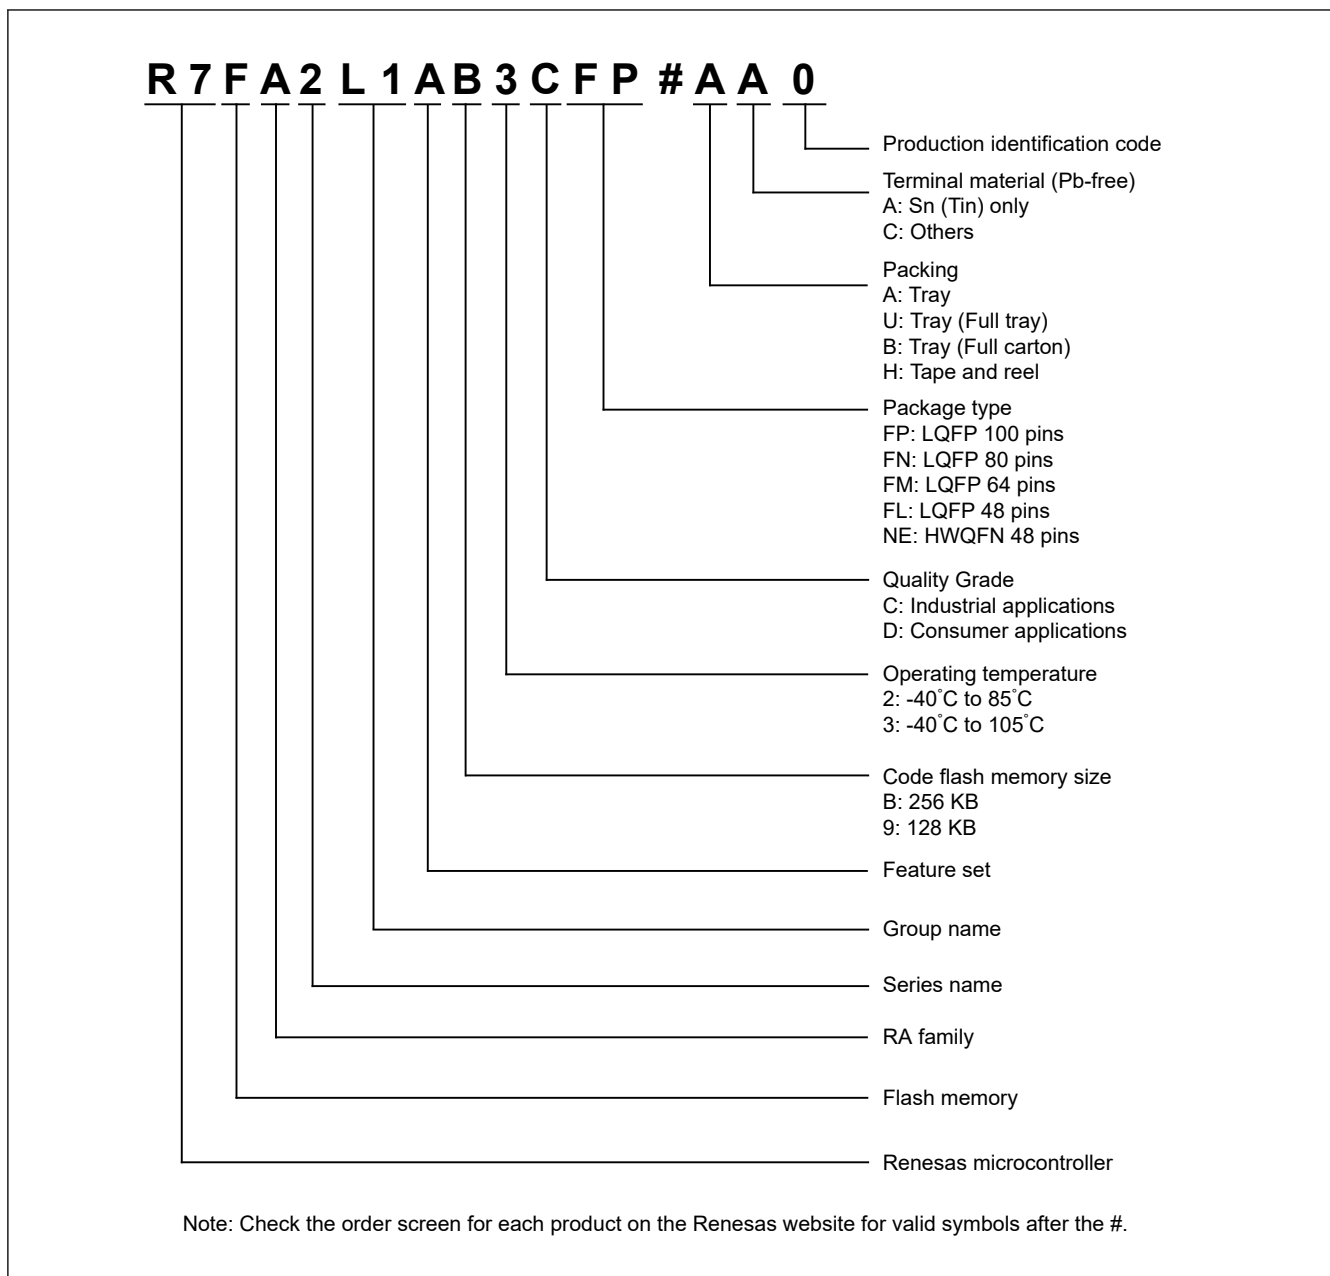 R7FA2L1AB3CFP#AA0
Production identification code
Terminal material (Pb-free)
A: Sn (Tin) only
C: Others
Packing
A: Tray
U: Tray (Full tray)
B: Tray (Full carton)
H: Tape and reel
Package type
FP: LQFP 100 pins
FN: LQFP 80 pins
FM: LQFP 64 pins
FL: LQFP 48 pins
NE: HWQFN 48 pins
Quality Grade
C: Industrial applications
D: Consumer applications
Operating temperature
2: -40°C to 85°C
3: -40°C to 105°C
Code flash memory size
B: 256 KB
9: 128 KB
Feature set
Group name
Series name
RA family
Flash memory
Renesas microcontroller
Note: Check the order screen for each product on the Renesas website for valid symbols after the #.